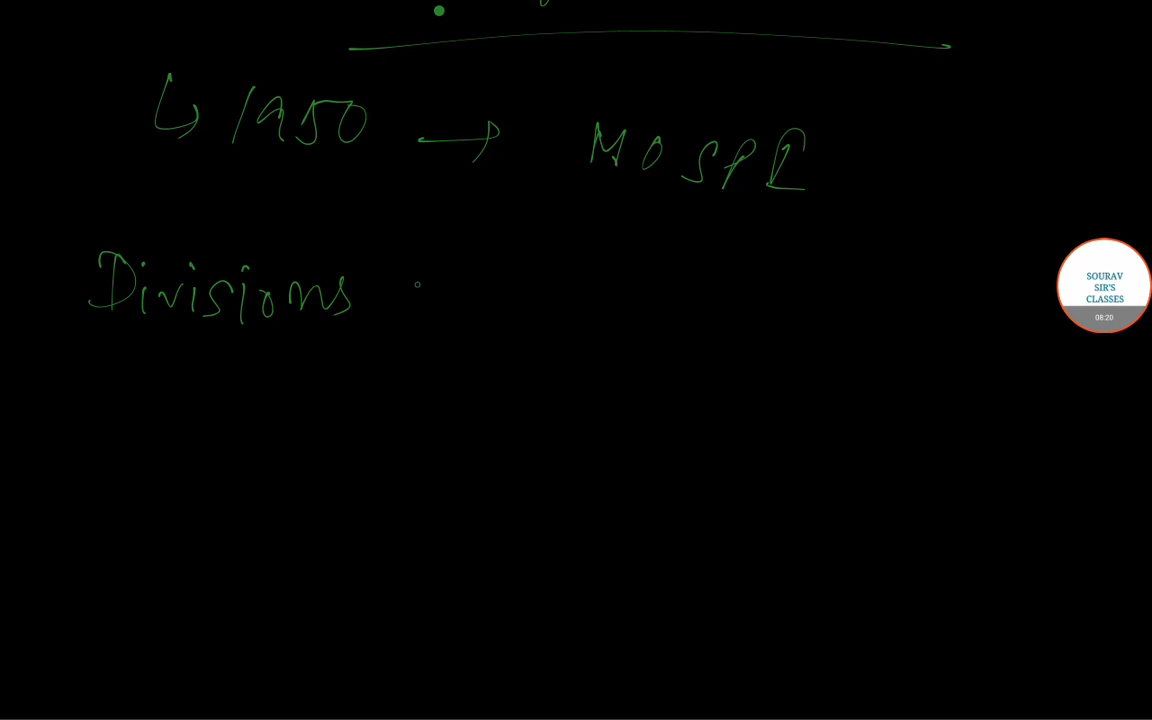 ↳ 1950 → MOSPI
Divisions
SOURAV
SIR'S
CLASSES
08:20